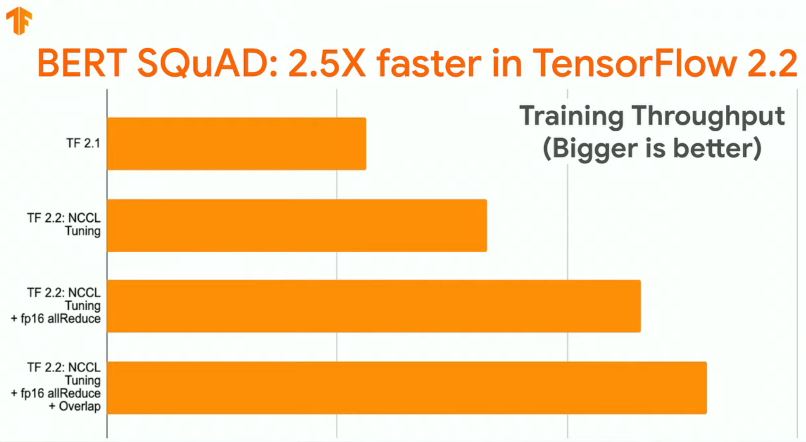 BERT SQuAD: 2.5X faster in TensorFlow 2.2
Training Throughput
(Bigger is better)
TF 2.1
TF 2.2: NCCL
Tuning
TF 2.2: NCCL
Tuning
+ fp16 allReduce
TF 2.2: NCCL
Tuning
+ fp16 allReduce
+ Overlap